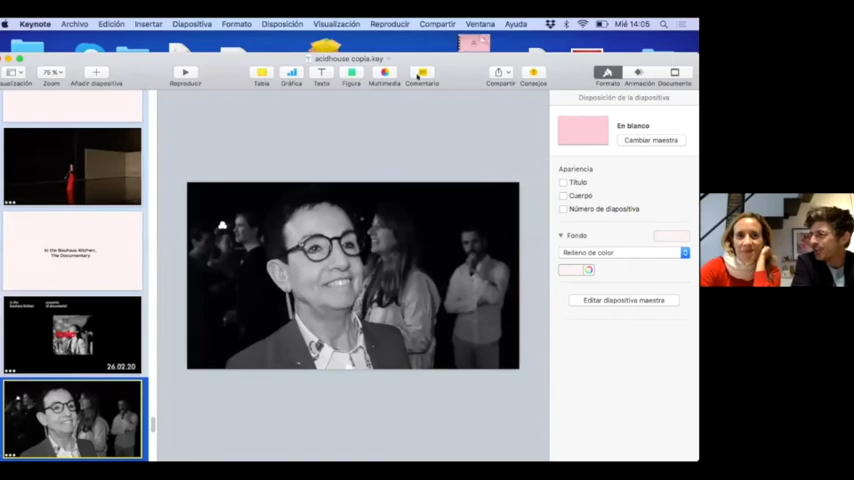 Keynote Archivo Edición Insertar Diapositiva Formato Disposición Visualización Reproducir Compartir Ventana Ayuda Mié 14:05
acidhouse copia.key
75 %
sualización Zoom Añadir diapositiva Reproducir Tabla Gráfica Texto Figura Multimedia Comentario Compartir Consejos Formato Animación Documento
Disposición de la diapositiva
En blanco
Cambiar maestra
Apariencia
Título
Cuerpo
Número de diapositiva
Fondo
Relleno de color
Editar diapositiva maestra
In the Bauhaus Kitchen,
The Documentary
26.02.20